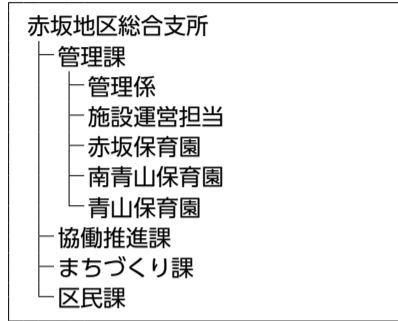 赤坂地区総合支所
管理課
管理係
施設運営担当
赤坂保育園
南青山保育園
青山保育園
協働推進課
まちづくり課
区民課